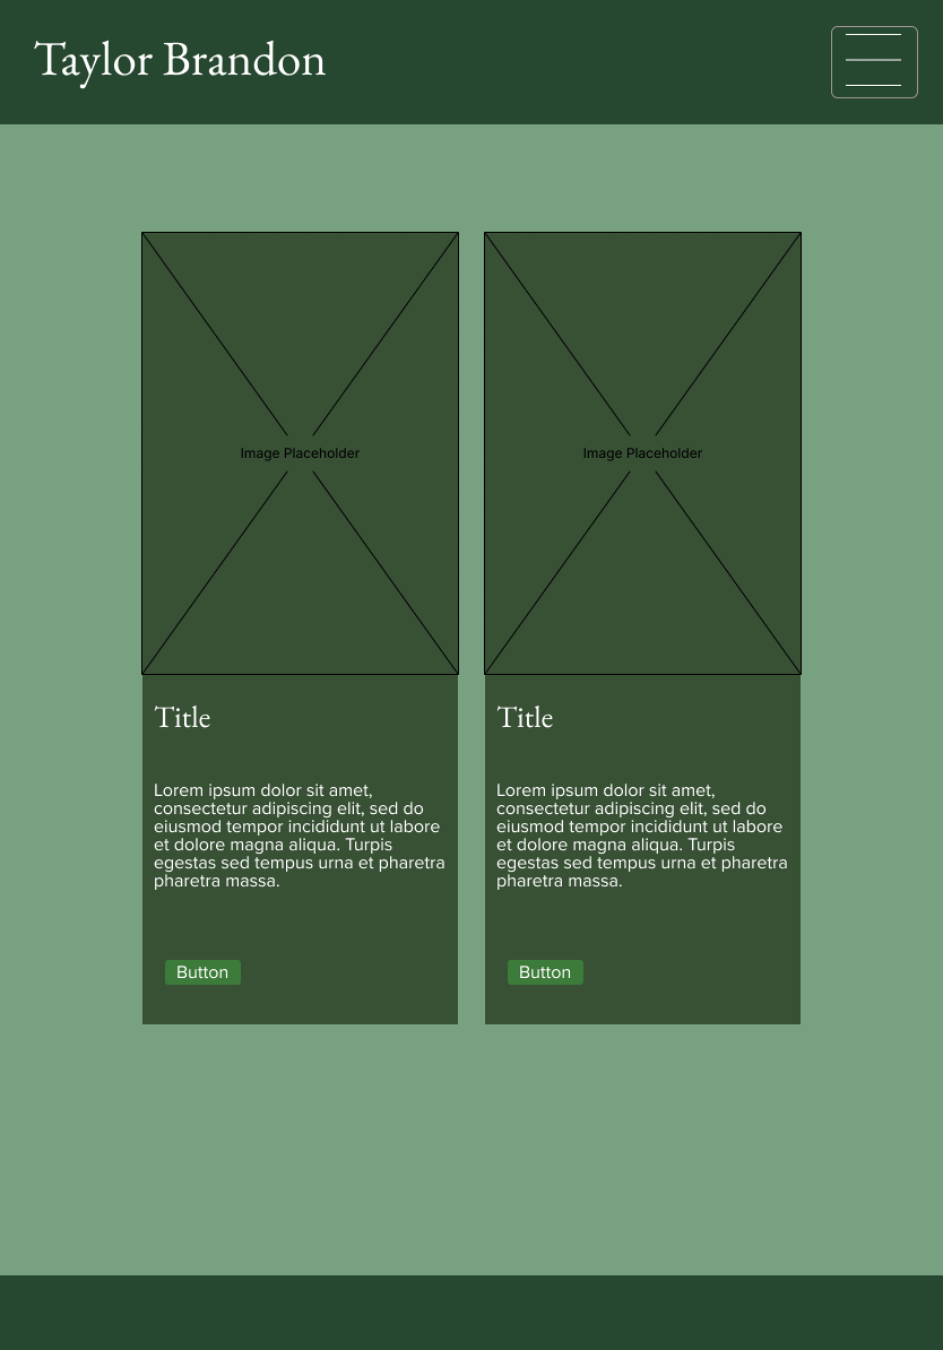 Taylor Brandon
Image Placeholder
Image Placeholder
Title
Lorem ipsum dolor sit amet,
consectetur adipiscing elit, sed do
eiusmod tempor incididunt ut labore
et dolore magna aliqua. Turpis
egestas sed tempus urna et pharetra
pharetra massa.
Button
Title
Lorem ipsum dolor sit amet,
consectetur adipiscing elit, sed do
eiusmod tempor incididunt ut labore
et dolore magna aliqua. Turpis
egestas sed tempus urna et pharetra
pharetra massa.
Button